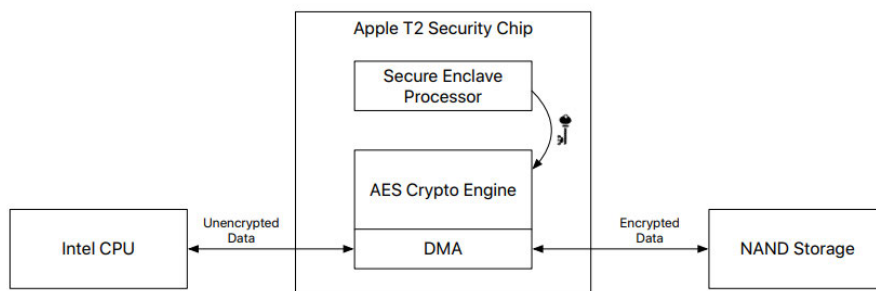 Apple T2 Security Chip
Secure Enclave
Processor
AES Crypto Engine
Unencrypted
Data
Encrypted
Data
Intel CPU
DMA
NAND Storage